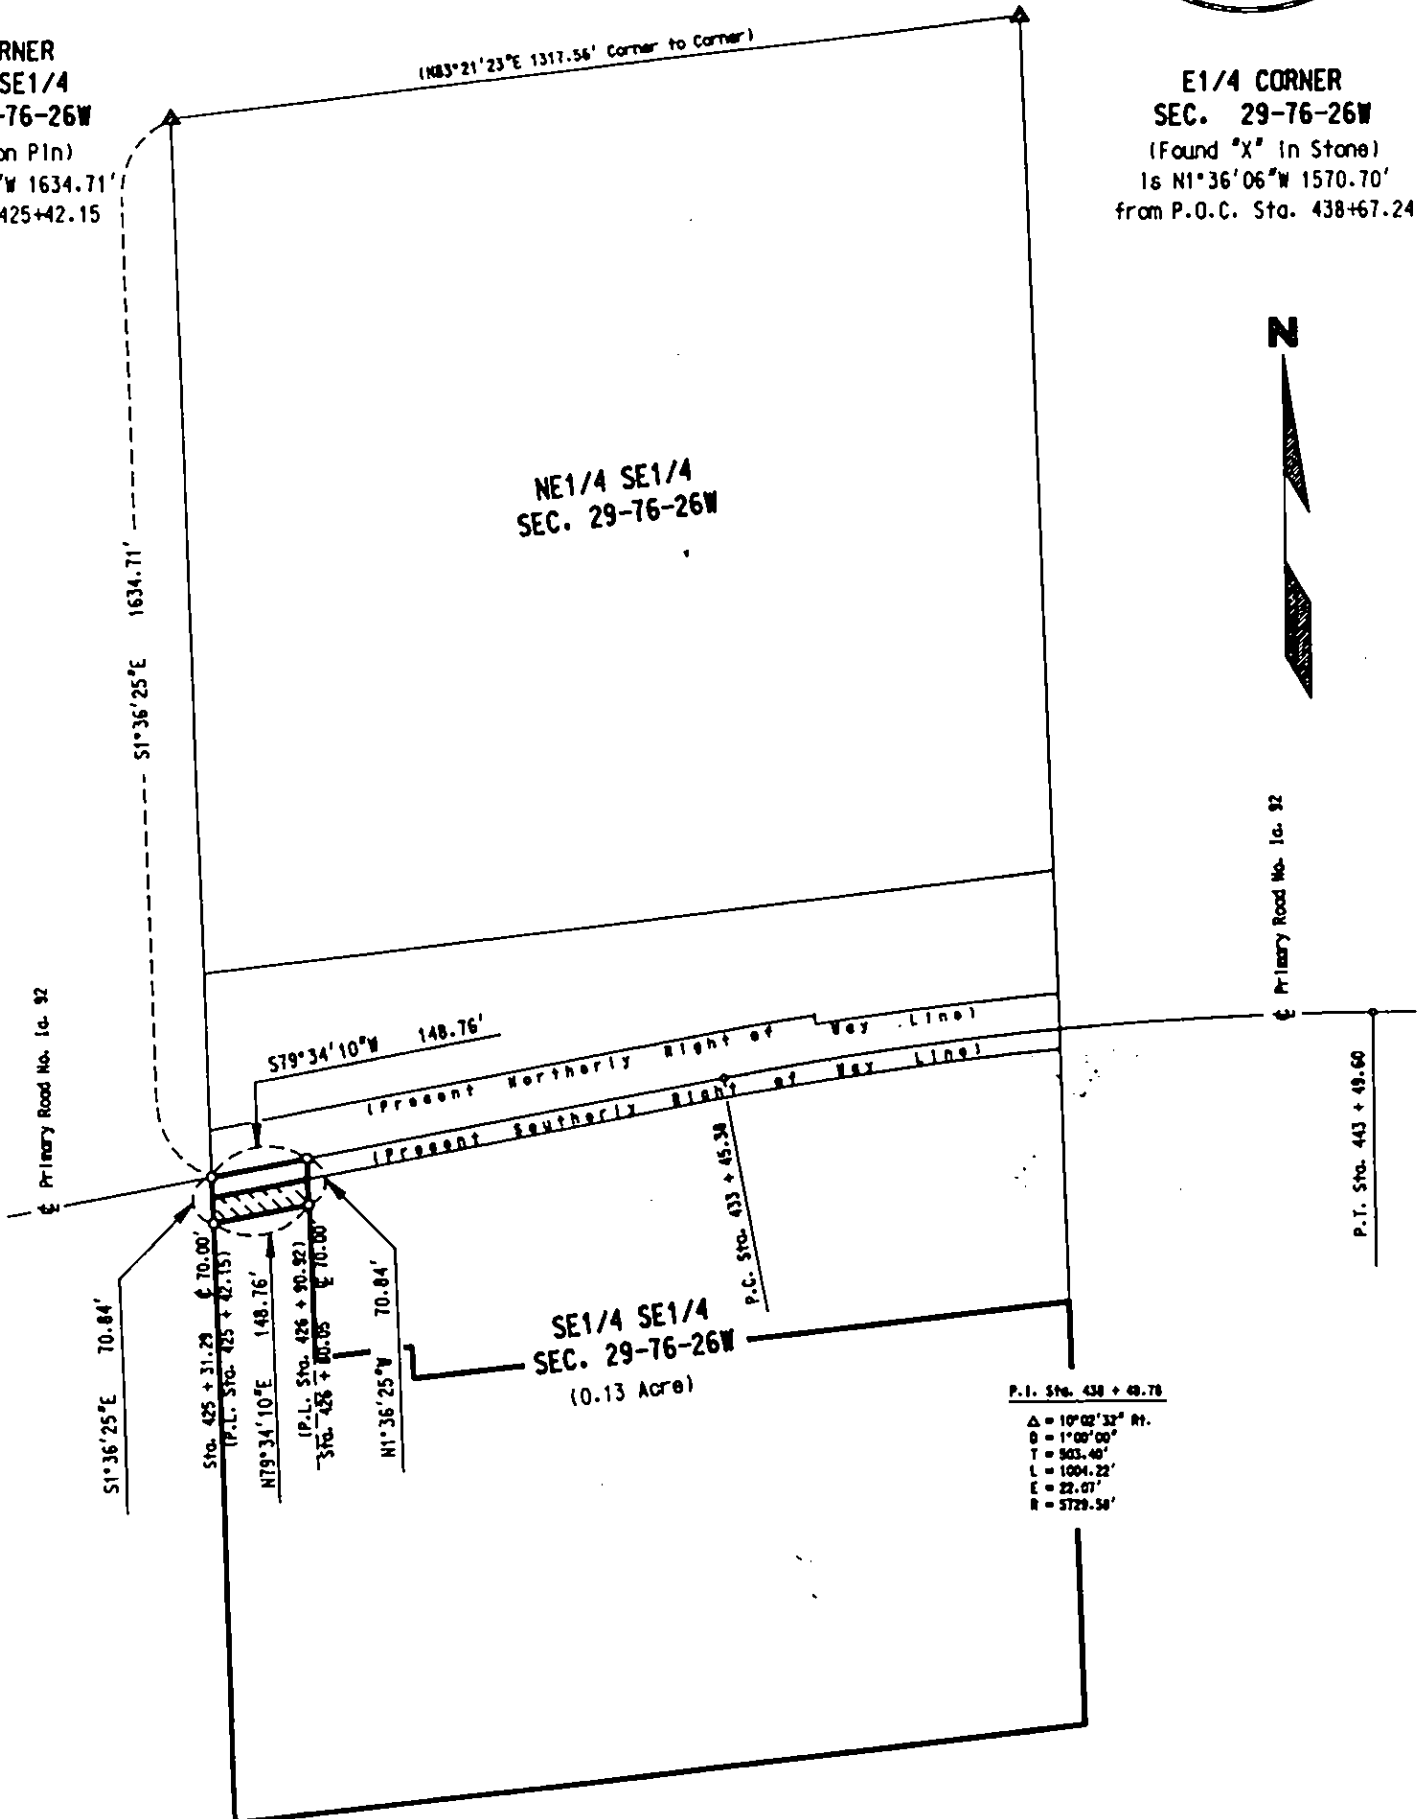 RNER
SE1/4
-76-26W
on Pin)
"W 1634.71'
425+42.15
(N83°21'23"E 1317.56' Corner to Corner)
E1/4 CORNER
SEC. 29-76-26W
(Found "X" in Stone)
is N1°36'06"W 1570.70'
from P.O.C. Sta. 438+67.24
N
S1°36'25"E 1634.71'
NE1/4 SE1/4
SEC. 29-76-26W
℄ Primary Road No. Ia. 92
℄ Primary Road No. Ia. 92
S79°34'10"W 148.76'
(Present Northerly Right of Way Line)
(Present Southerly Right of Way Line)
P.C. Sta. 433 + 45.38
P.T. Sta. 443 + 49.60
S1°36'25"E 70.84'
Sta. 425 + 31.29 ℄ 70.00'
(P.L. Sta. 425 + 42.15)
N79°34'10"E 148.76'
(P.L. Sta. 426 + 90.92)
Sta. 426 + 80.05 ℄ 70.00'
N1°36'25"W 70.84'
SE1/4 SE1/4
SEC. 29-76-26W
(0.13 Acre)
P.I. Sta. 438 + 48.78
Δ = 10°02'32" Rt.
D = 1°00'00"
T = 503.40'
L = 1004.22'
E = 22.07'
R = 5729.58'